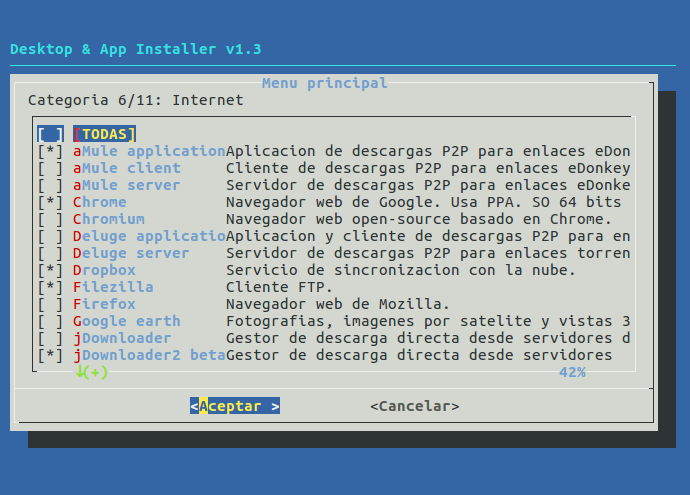 Desktop & App Installer v1.3
Menu principal
Categoria 6/11: Internet
[ ] [TODAS]
[*] aMule applicationAplicacion de descargas P2P para enlaces eDon
[ ] aMule client Cliente de descargas P2P para enlaces eDonkey
[ ] aMule server Servidor de descargas P2P para enlaces eDonke
[*] Chrome Navegador web de Google. Usa PPA. SO 64 bits
[ ] Chromium Navegador web open-source basado en Chrome.
[ ] Deluge applicatioAplicacion y cliente de descargas P2P para en
[ ] Deluge server Servidor de descargas P2P para enlaces torren
[*] Dropbox Servicio de sincronizacion con la nube.
[*] Filezilla Cliente FTP.
[ ] Firefox Navegador web de Mozilla.
[ ] Google earth Fotografias, imagenes por satelite y vistas 3
[ ] jDownloader Gestor de descarga directa desde servidores d
[*] jDownloader2 betaGestor de descarga directa desde servidores
↓(+) 42%
<Aceptar > <Cancelar>